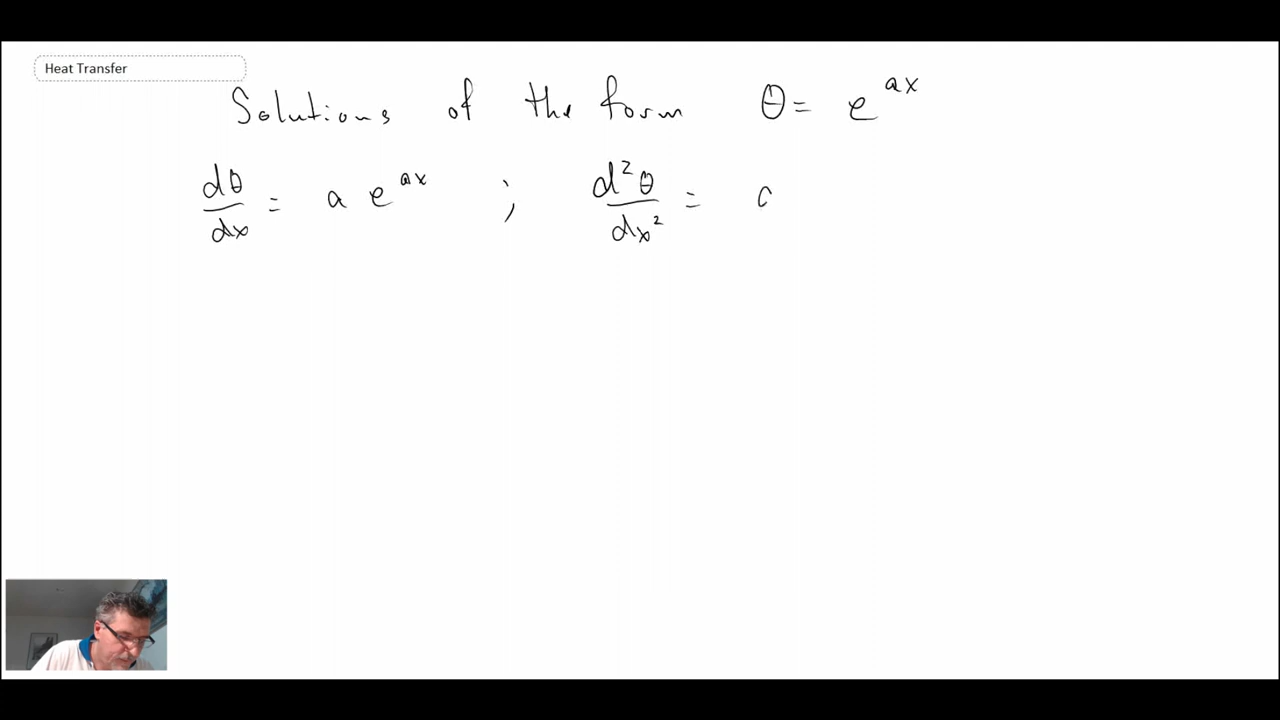 Heat Transfer
Solutions of the form θ = e^{ax}
dθ/dx = a e^{ax} ; d²θ/dx² =